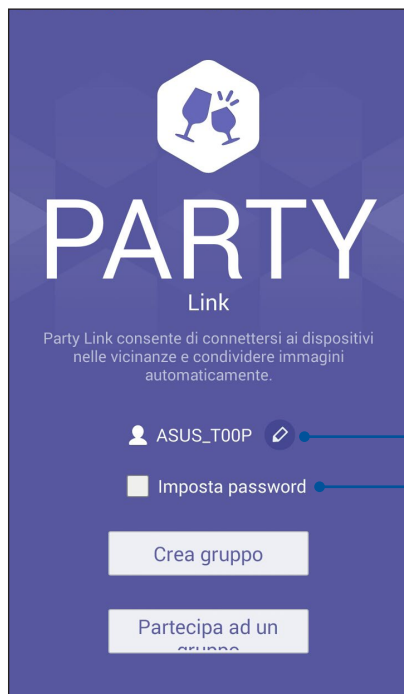 PARTY
Link
Party Link consente di connettersi ai dispositivi
nelle vicinanze e condividere immagini
automaticamente.
ASUS_T00P
Imposta password
Crea gruppo
Partecipa ad un
gruppo